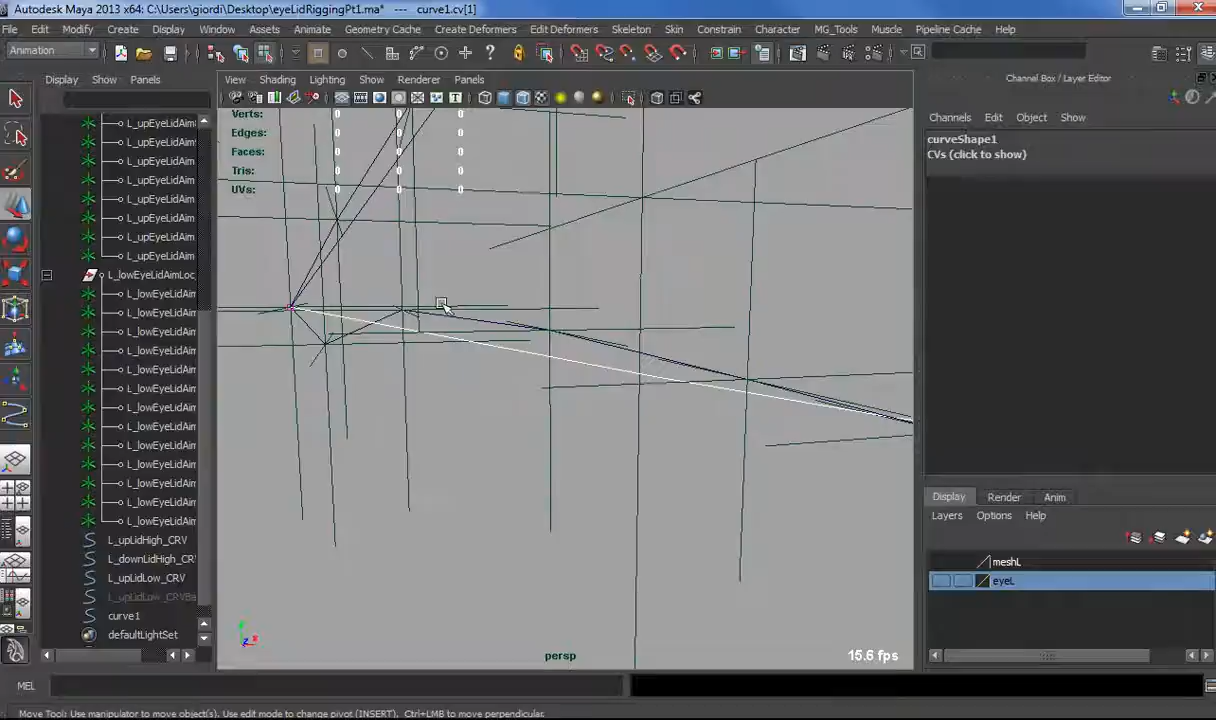 Autodesk Maya 2013 x64: C:\Users\giordi\Desktop\eyeLidRiggingPt1.ma* --- curve1.cv[1]
File Edit Modify Create Display Window Assets Animate Geometry Cache Create Deformers Edit Deformers Skeleton Skin Constrain Character MG_Tools Muscle Pipeline Cache Help
Animation
Display Show Panels
View Shading Lighting Show Renderer Panels
Channel Box / Layer Editor
Channels Edit Object Show
curveShape1
CVs (click to show)
Verts: 0 0 0
Edges: 0 0 0
Faces: 0 0 0
Tris: 0 0 0
UVs: 0 0 0
L_upEyeLidAim
L_upEyeLidAim
L_upEyeLidAim
L_upEyeLidAim
L_upEyeLidAim
L_upEyeLidAim
L_upEyeLidAim
L_upEyeLidAim
L_lowEyeLidAimLoc_
L_lowEyeLidAim
L_lowEyeLidAim
L_lowEyeLidAim
L_lowEyeLidAim
L_lowEyeLidAim
L_lowEyeLidAim
L_lowEyeLidAim
L_lowEyeLidAim
L_lowEyeLidAim
L_lowEyeLidAim
L_lowEyeLidAim
L_lowEyeLidAim
L_lowEyeLidAim
L_upLidHigh_CRV
L_downLidHigh_CR
L_upLidLow_CRV
L_upLidLow_CRVBa
curve1
defaultLightSet
persp
15.6 fps
Display Render Anim
Layers Options Help
meshL
eyeL
MEL
Move Tool: Use manipulator to move object(s). Use edit mode to change pivot (INSERT). Ctrl+LMB to move perpendicular.